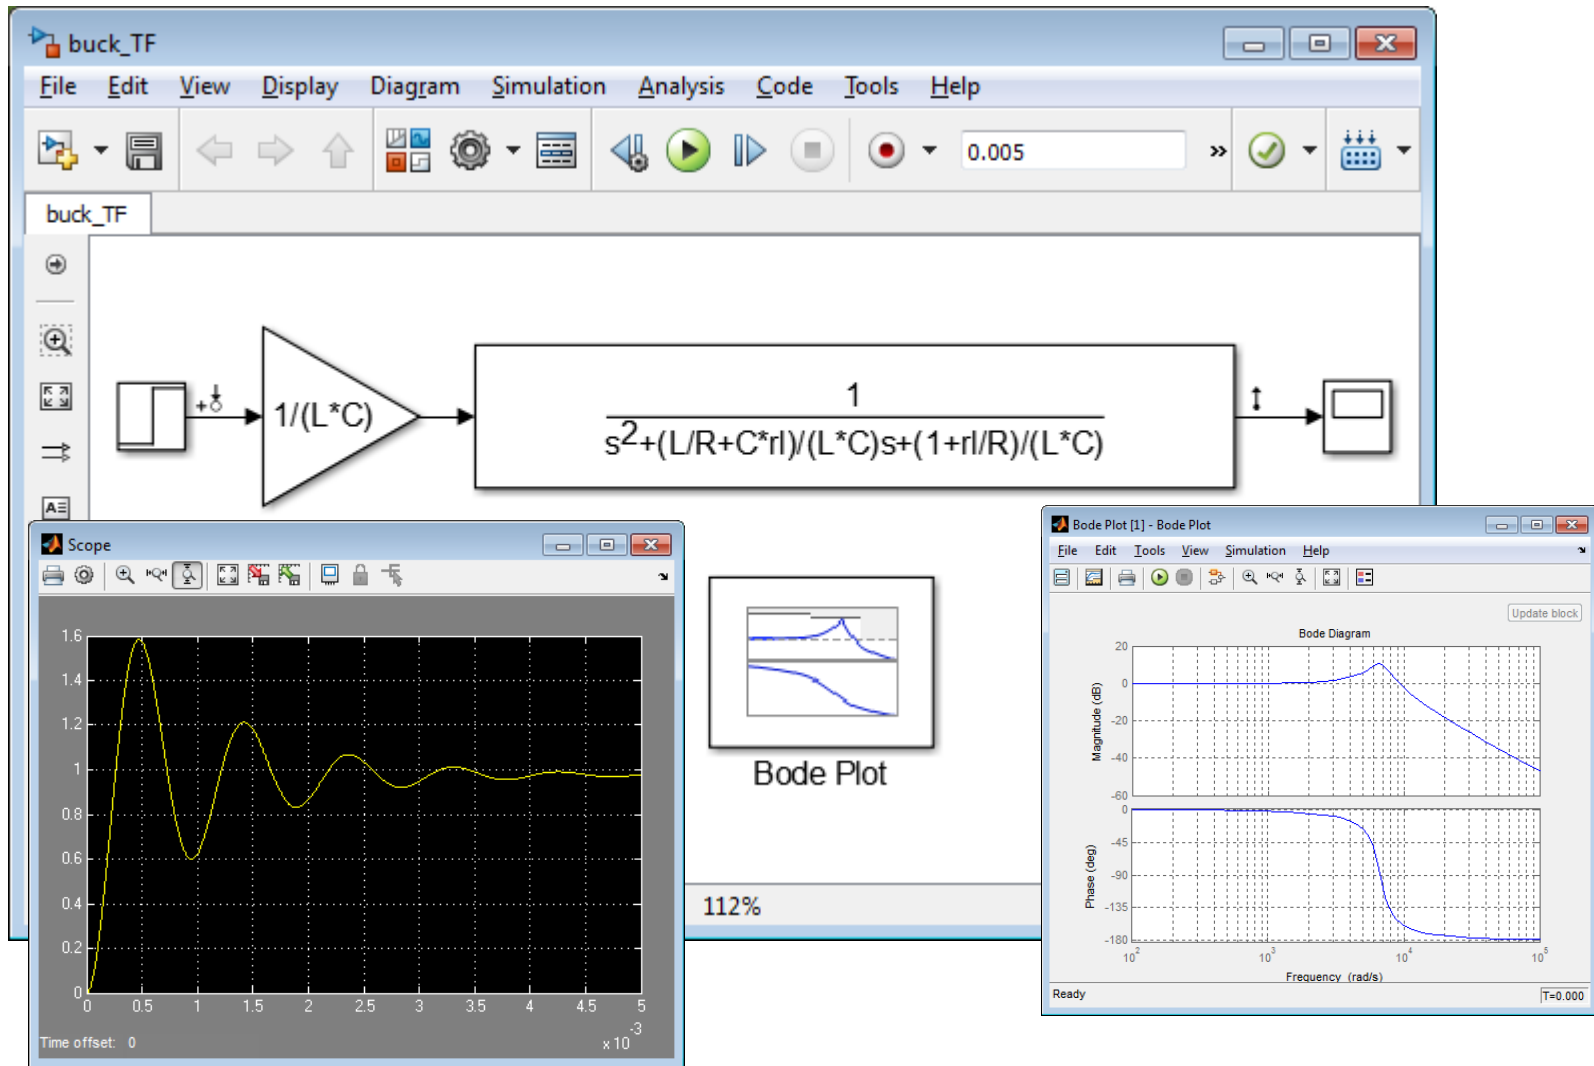 buck_TF
File Edit View Display Diagram Simulation Analysis Code Tools Help
0.005 »
buck_TF
1/(L*C)
1
s2+(L/R+C*rl)/(L*C)s+(1+rl/R)/(L*C)
Scope
1.6
1.4
1.2
1
0.8
0.6
0.4
0.2
0
0 0.5 1 1.5 2 2.5 3 3.5 4 4.5 5
x 10-3
Time offset: 0
Bode Plot
112%
Bode Plot [1] - Bode Plot
File Edit Tools View Simulation Help
Update block
Bode Diagram
20
0
-20
-40
-60
Magnitude (dB)
0
-45
-90
-135
-180
Phase (deg)
102 103 104 105
Frequency (rad/s)
Ready T=0.000